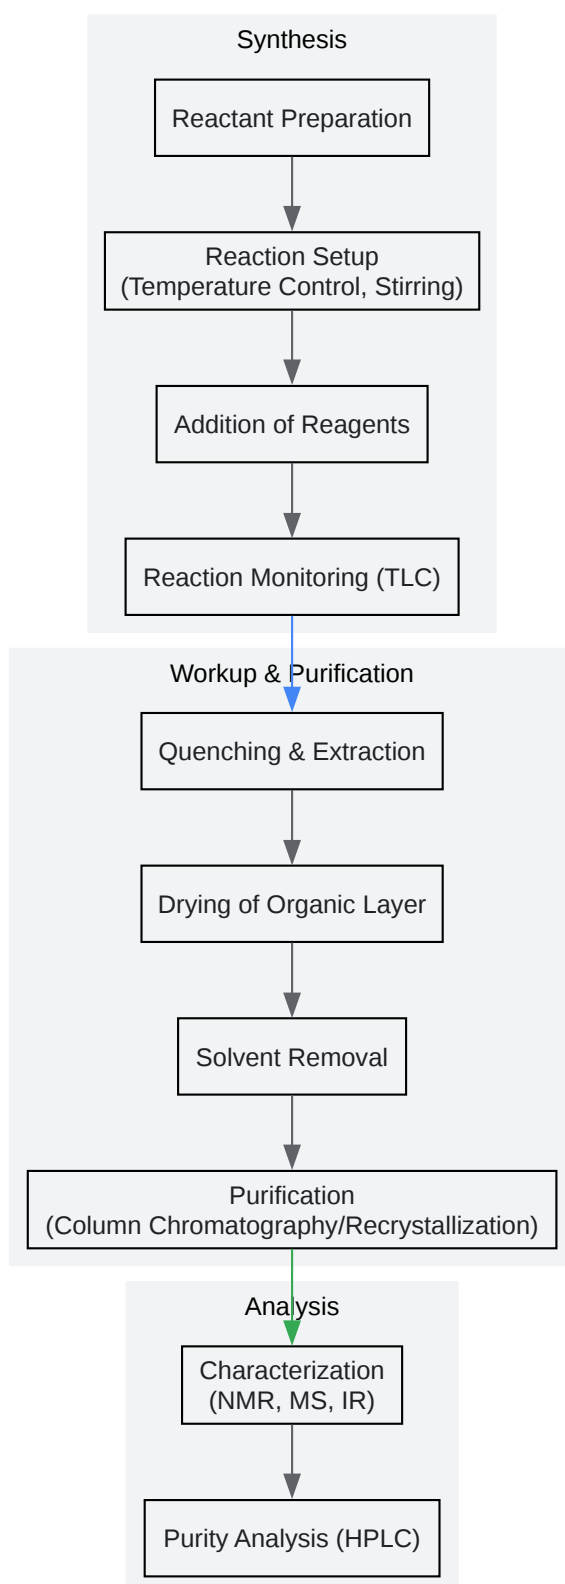 Synthesis
Reactant Preparation
Reaction Setup
(Temperature Control, Stirring)
Addition of Reagents
Reaction Monitoring (TLC)
Workup & Purification
Quenching & Extraction
Drying of Organic Layer
Solvent Removal
Purification
(Column Chromatography/Recrystallization)
Analysis
Characterization
(NMR, MS, IR)
Purity Analysis (HPLC)